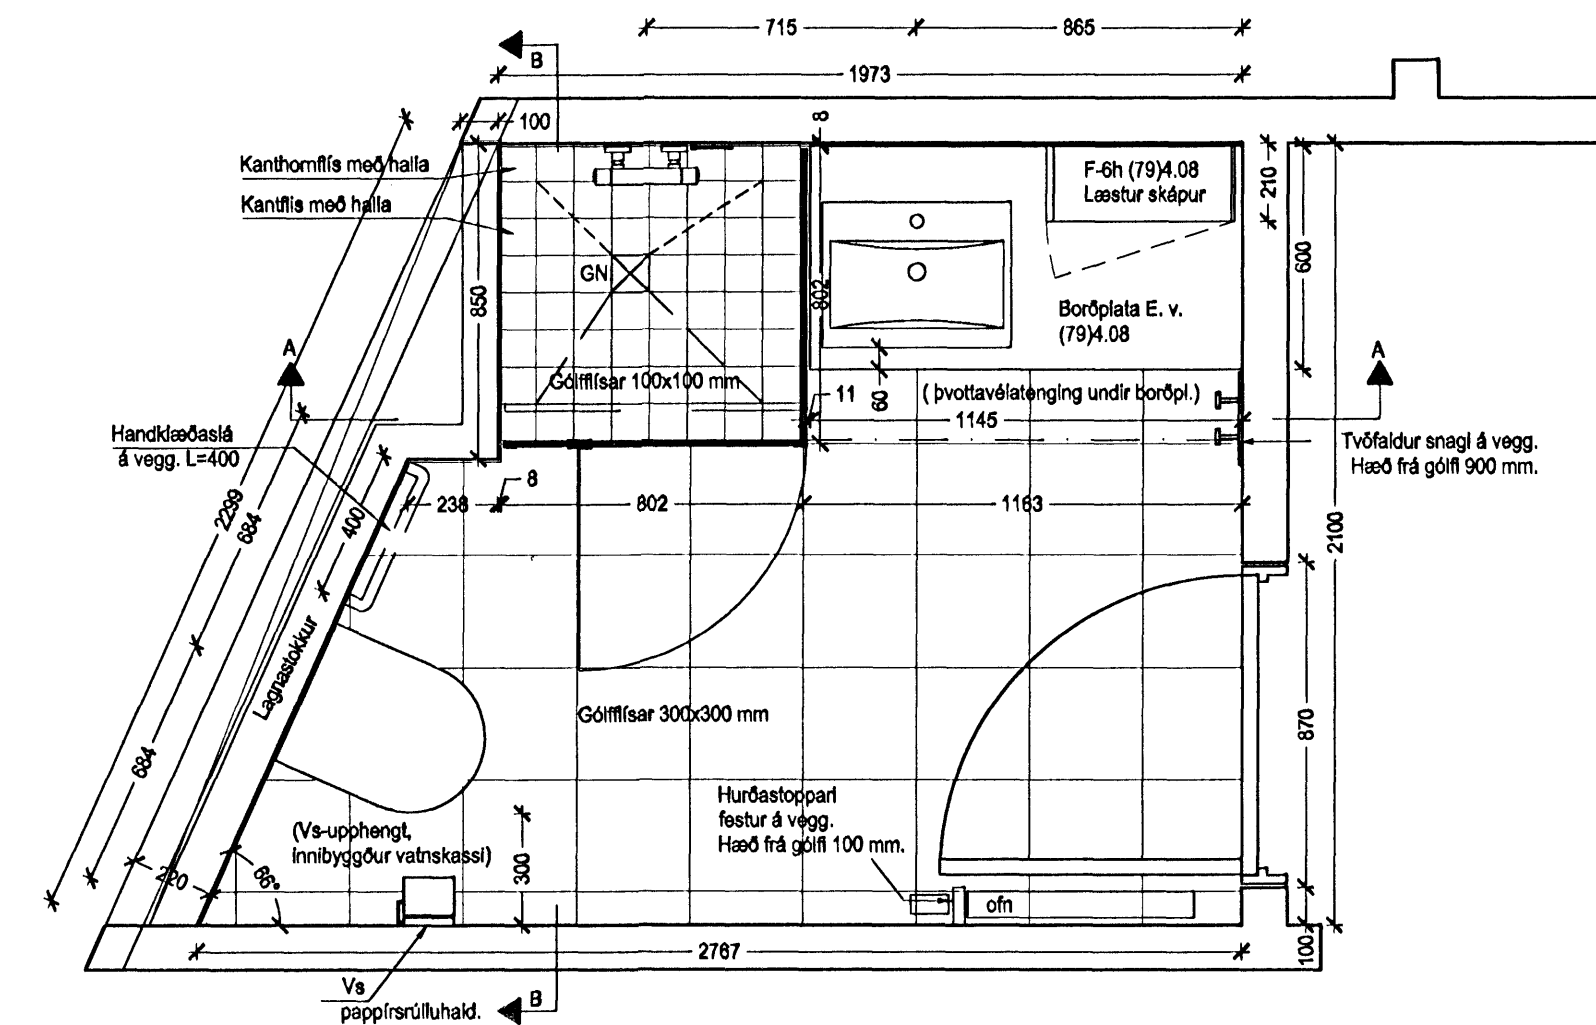 715
865
B
1973
100
8
Kanthornflís með halla
Kantflís með halla
F-6h (79)4.08
Læstur skápur
210
600
GN
850
802
Borðplata E. v.
(79)4.08
A
A
Gólfflísar 100x100 mm
60
11
( þvottavélatenging undir borðpl.)
1145
Handklæðaslá
á vegg. L=400
Tvöfaldur snagi á vegg.
Hæð frá gólfi 900 mm.
8
238
802
1163
2299
684
400
2100
Lagnastokkur
684
Gólfflísar 300x300 mm
870
Hurðastoppari
festur á vegg.
Hæð frá gólfi 100 mm.
(Vs-upphengt,
innibyggður vatnskassi)
300
220
66°
ofn
2767
100
Vs
pappírsrúlluhald.
B